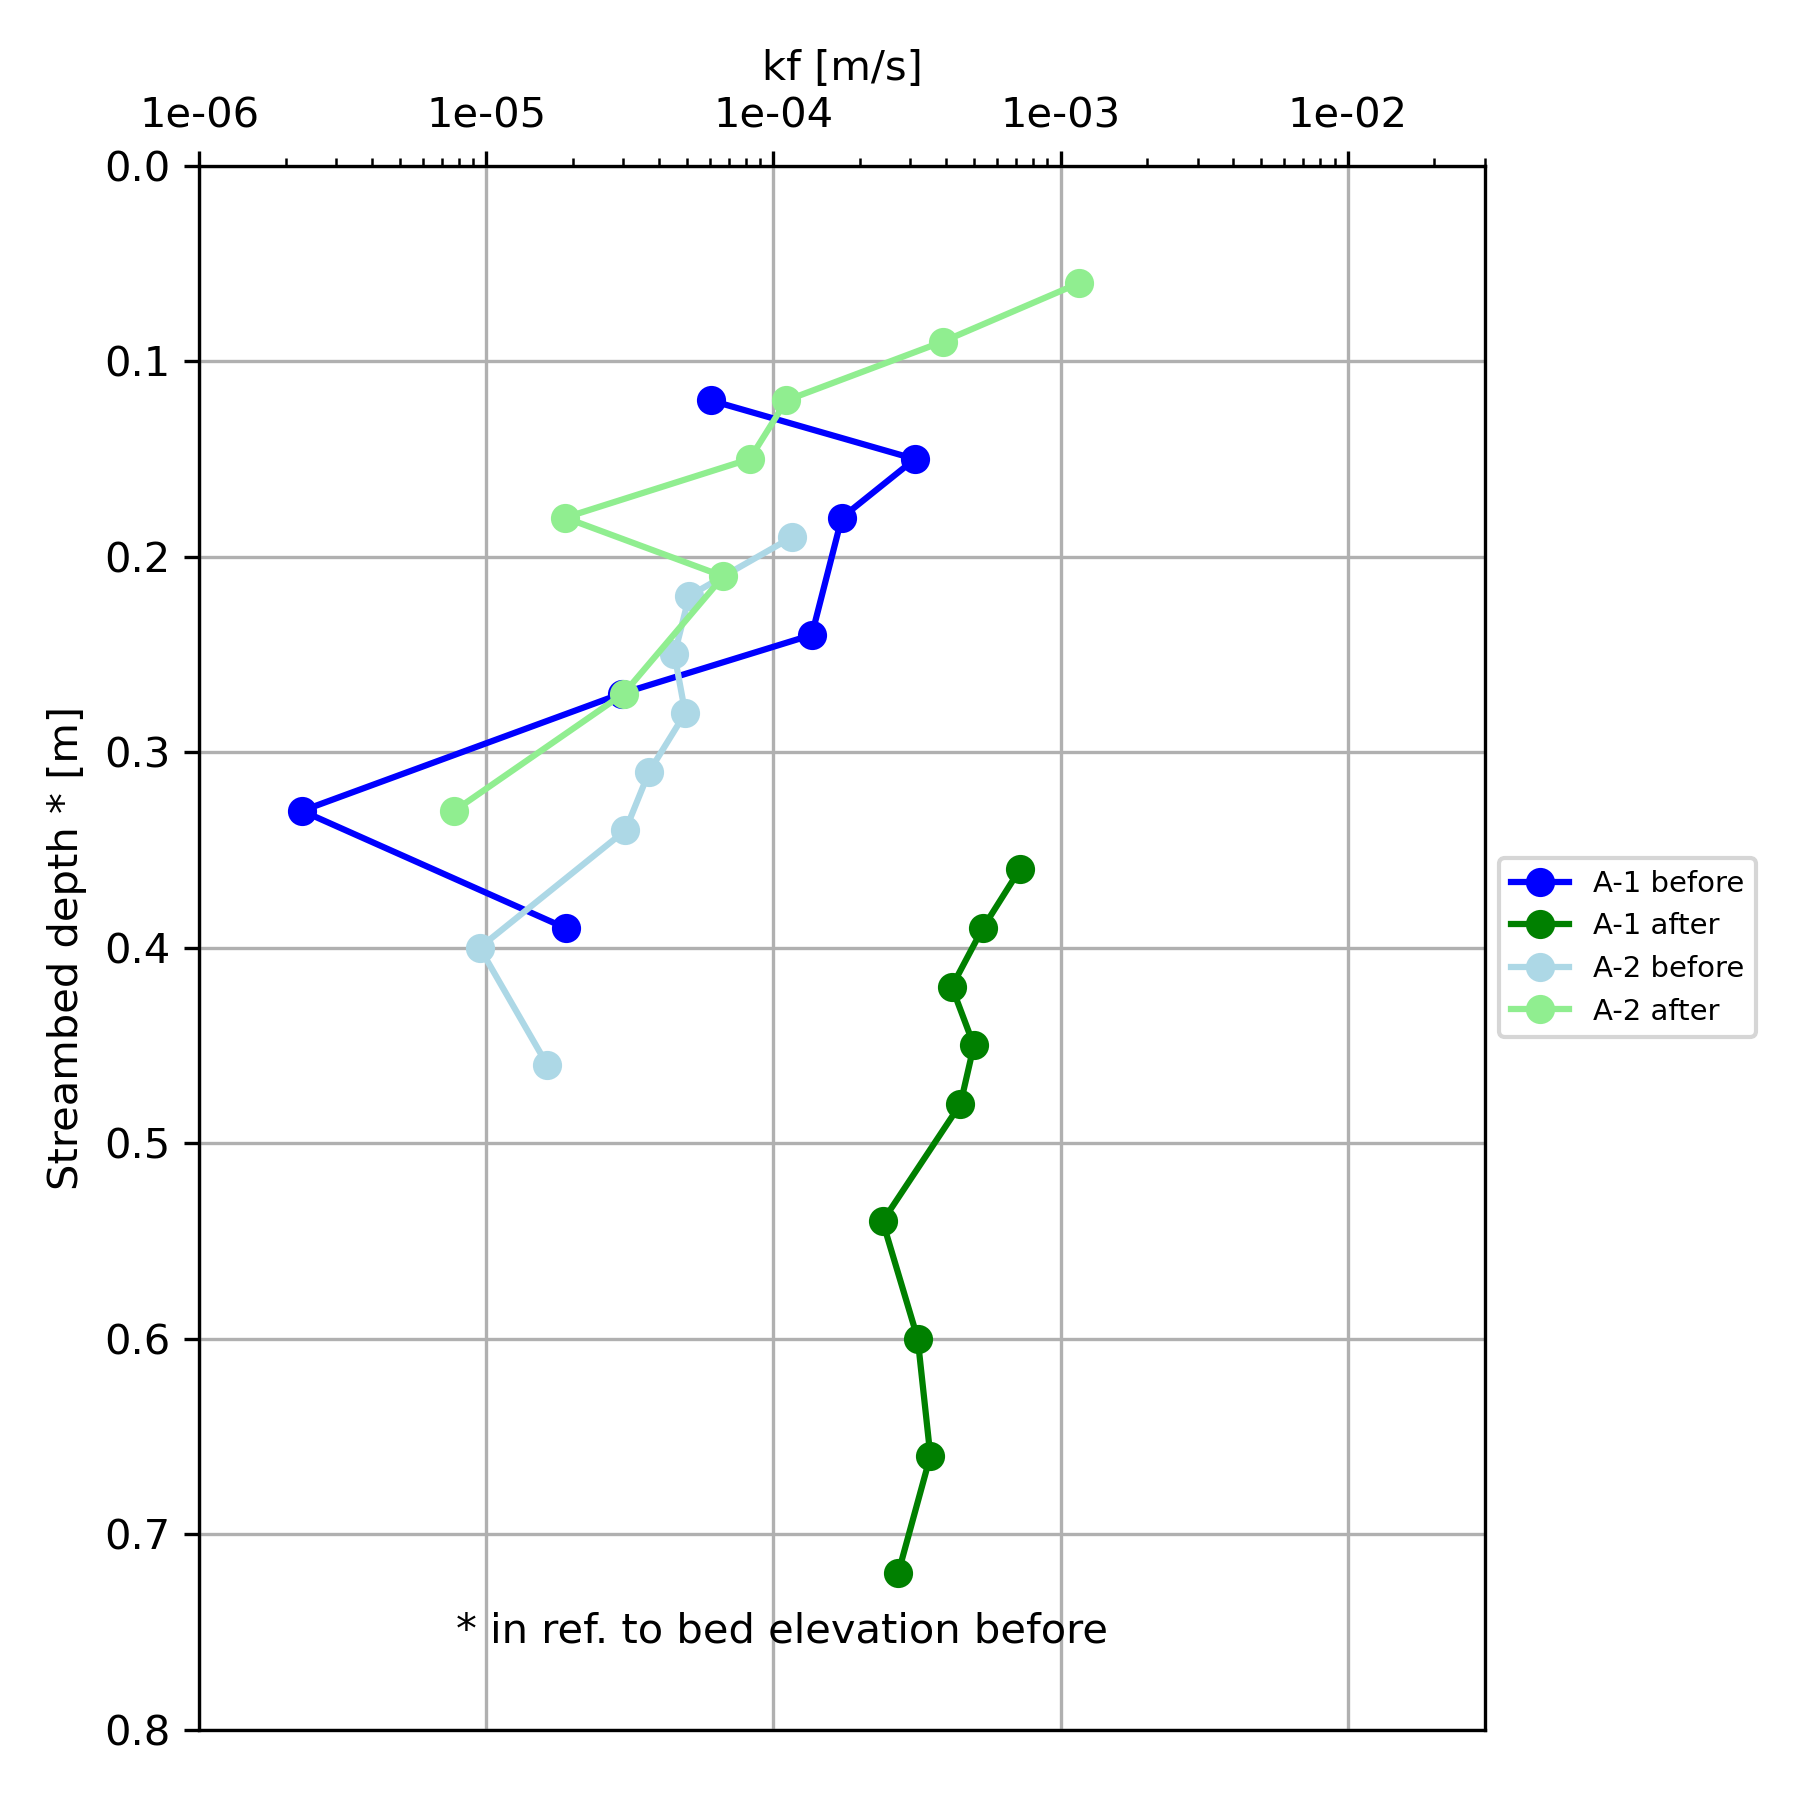 kf [m/s]
1e-06 1e-05 1e-04 1e-03 1e-02
0.0
0.1
0.2
0.3
0.4
0.5
0.6
0.7
0.8
Streambed depth * [m]
A-1 before
A-1 after
A-2 before
A-2 after
* in ref. to bed elevation before